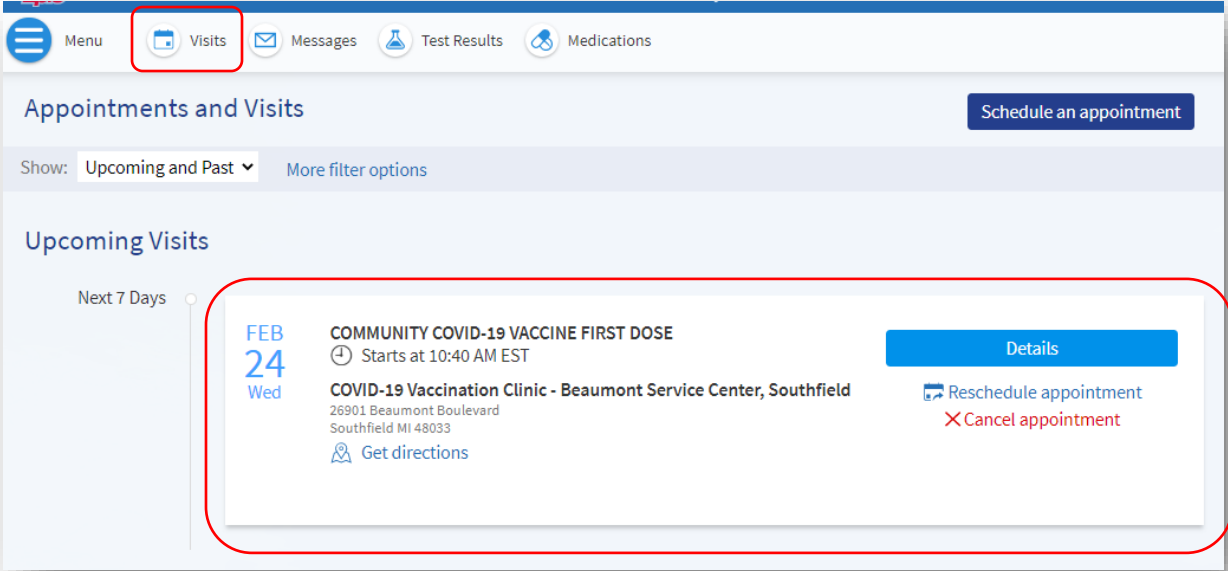 Menu
Visits
Messages
Test Results
Medications
Appointments and Visits
Schedule an appointment
Show: Upcoming and Past
More filter options
Upcoming Visits
Next 7 Days
FEB
24
Wed
COMMUNITY COVID-19 VACCINE FIRST DOSE
Starts at 10:40 AM EST
COVID-19 Vaccination Clinic - Beaumont Service Center, Southfield
26901 Beaumont Boulevard
Southfield MI 48033
Get directions
Details
Reschedule appointment
Cancel appointment